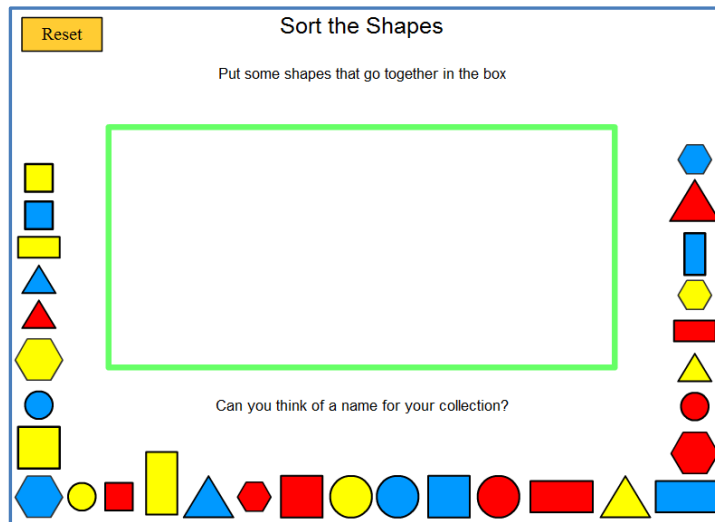 Reset
Sort the Shapes
Put some shapes that go together in the box
Can you think of a name for your collection?